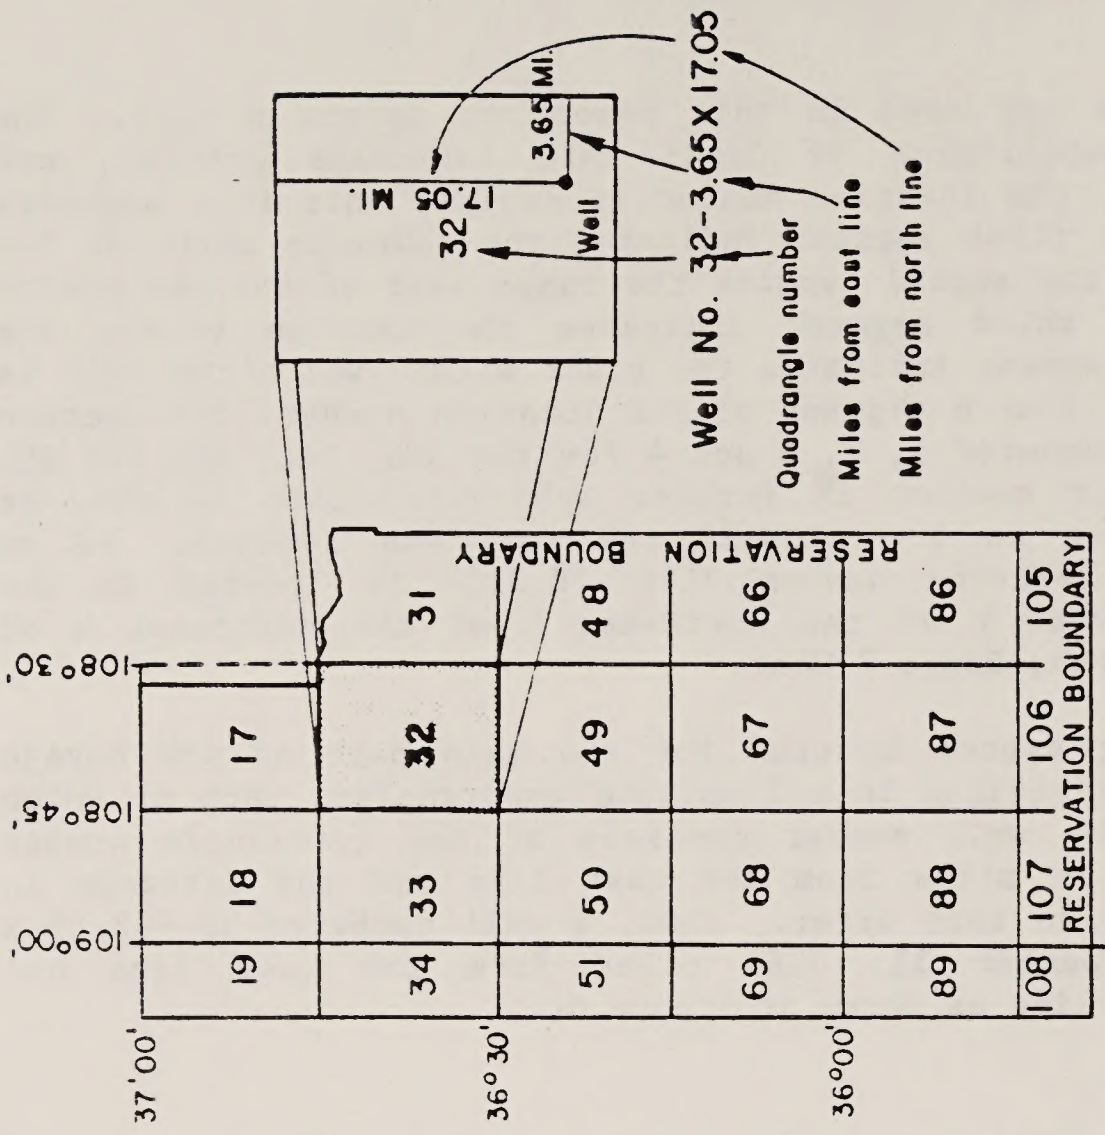 37'00'
109°00'
108°45'
108°30'
19 18 17
34 33 32 31
36°30'
51 50 49 48
69 68 67 66
36°00'
89 88 87 86
108 107 106 105
RESERVATION BOUNDARY
RESERVATION BOUNDARY
32
17.05 MI.
3.65 MI.
Well
Well No. 32-3.65X17.05
Quadrangle number
Miles from east line
Miles from north line